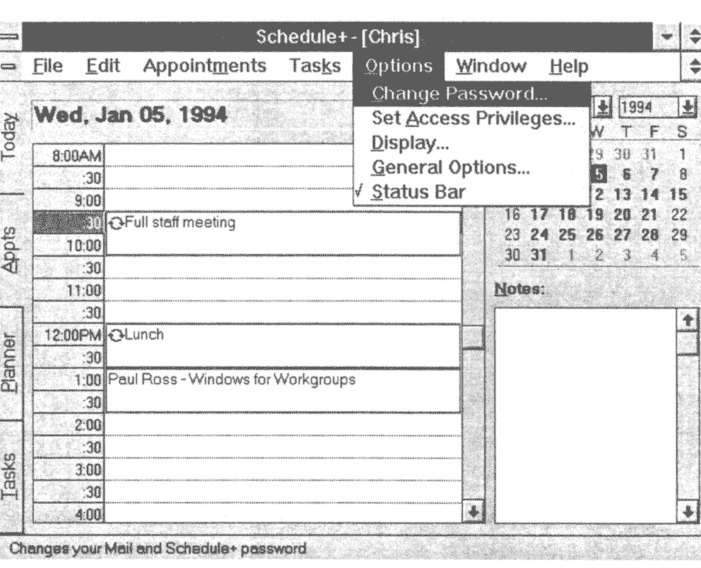 Schedule+ - [Chris]
File Edit Appointments Tasks Options Window Help
Change Password...
Set Access Privileges...
Display...
General Options...
√ Status Bar
Today
Appts
Planner
Tasks
Wed, Jan 05, 1994
8:00AM
:30
9:00
:30 Full staff meeting
10:00
:30
11:00
:30
12:00PM Lunch
:30
1:00 Paul Ross - Windows for Workgroups
:30
2:00
:30
3:00
:30
4:00
1994
W T F S
29 30 31 1
5 6 7 8
2 13 14 15
16 17 18 19 20 21 22
23 24 25 26 27 28 29
30 31 1 2 3 4 5
Notes:
Changes your Mail and Schedule+ password